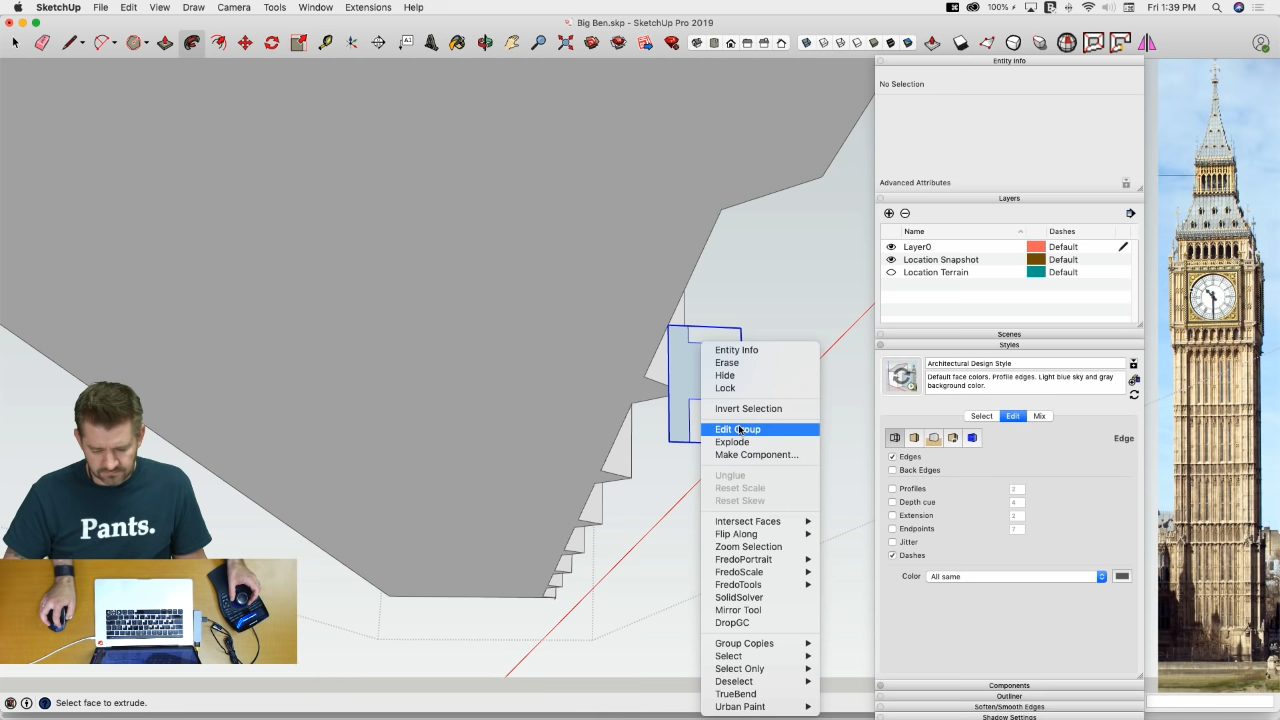 SketchUp File Edit View Draw Camera Tools Window Extensions Help 100% Fri 1:39 PM
Big Ben.skp - SketchUp Pro 2019
Entity Info
No Selection
Advanced Attributes
Layers
Name Dashes
Layer0 Default
Location Snapshot Default
Location Terrain Default
Scenes
Styles
Architectural Design Style
Default face colors. Profile edges. Light blue sky and gray
background color.
Select Edit Mix
Edge
Edges
Back Edges
Profiles 2
Depth cue 4
Extension 2
Endpoints 7
Jitter
Dashes
Color All same
Components
Outliner
Soften/Smooth Edges
Shadow Settings
Entity Info
Erase
Hide
Lock
Invert Selection
Edit Group
Explode
Make Component...
Unglue
Reset Scale
Reset Skew
Intersect Faces
Flip Along
Zoom Selection
FredoPortrait
FredoScale
FredoTools
SolidSolver
Mirror Tool
DropGC
Group Copies
Select
Select Only
Deselect
TrueBend
Urban Paint
Pants.
Select face to extrude.